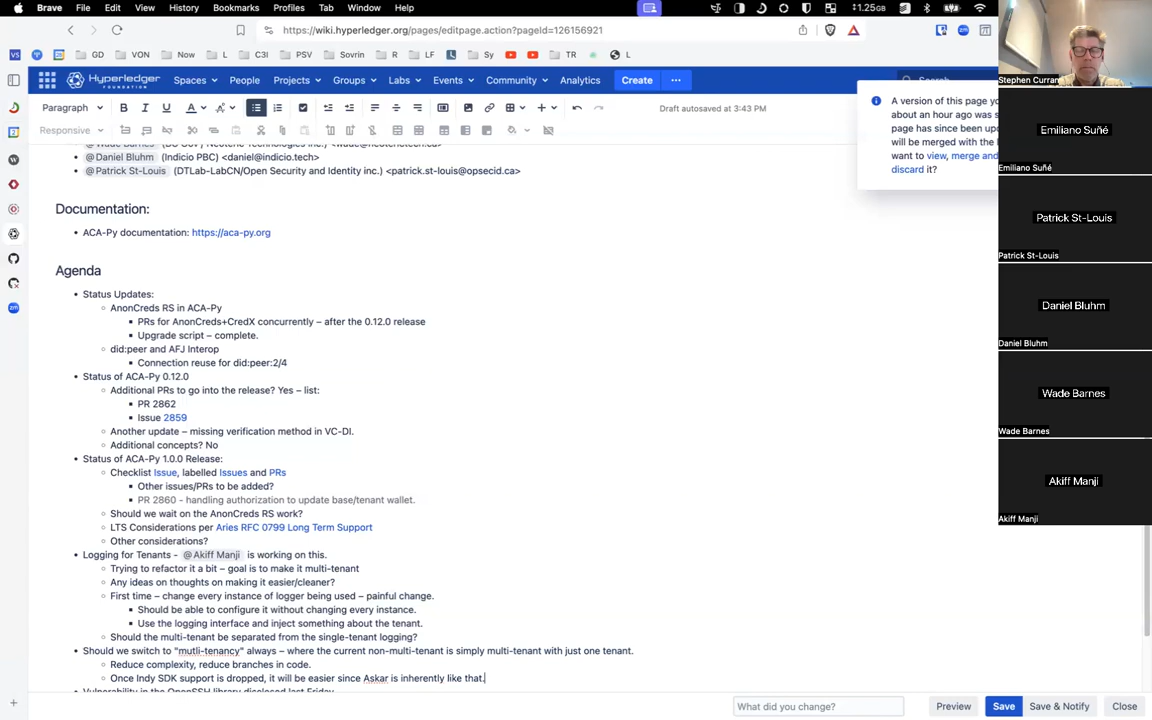 Brave File Edit View History Bookmarks Profiles Tab Window Help
1.25GB
https://wiki.hyperledger.org/pages/editpage.action?pageId=126156921
GD VON Now L C3I PSV Sovrin R LF Sy TR L
HYPERLEDGER FOUNDATION Spaces People Projects Groups Labs Events Community Analytics Create ... Search
Paragraph B I U A Draft autosaved at 3:43 PM
Responsive
A version of this page yo
about an hour ago was s
page has since been upd
will be merged with the l
want to view, merge and
discard it?
@Daniel Bluhm (Indicio PBC) <daniel@indicio.tech>
@Patrick St-Louis (DTLab-LabCN/Open Security and Identity inc.) <patrick.st-louis@opsecid.ca>
Documentation:
ACA-Py documentation: https://aca-py.org
Agenda
Status Updates:
AnonCreds RS in ACA-Py
PRs for AnonCreds+CredX concurrently – after the 0.12.0 release
Upgrade script – complete.
did:peer and AFJ Interop
Connection reuse for did:peer:2/4
Status of ACA-Py 0.12.0
Additional PRs to go into the release? Yes – list:
PR 2862
Issue 2859
Another update – missing verification method in VC-DI.
Additional concepts? No
Status of ACA-Py 1.0.0 Release:
Checklist Issue, labelled Issues and PRs
Other issues/PRs to be added?
PR 2860 - handling authorization to update base/tenant wallet.
Should we wait on the AnonCreds RS work?
LTS Considerations per Aries RFC 0799 Long Term Support
Other considerations?
Logging for Tenants - @Akiff Manji is working on this.
Trying to refactor it a bit – goal is to make it multi-tenant
Any ideas on thoughts on making it easier/cleaner?
First time – change every instance of logger being used – painful change.
Should be able to configure it without changing every instance.
Use the logging interface and inject something about the tenant.
Should the multi-tenant be separated from the single-tenant logging?
Should we switch to "mutli-tenancy" always – where the current non-multi-tenant is simply multi-tenant with just one tenant.
Reduce complexity, reduce branches in code.
Once Indy SDK support is dropped, it will be easier since Askar is inherently like that.
Vulnerability in the OpenSSH library disclosed last Friday
What did you change? Preview Save Save & Notify Close
Stephen Curran
Emiliano Suñé
Emiliano Suñé
Patrick St-Louis
Patrick St-Louis
Daniel Bluhm
Daniel Bluhm
Wade Barnes
Wade Barnes
Akiff Manji
Akiff Manji